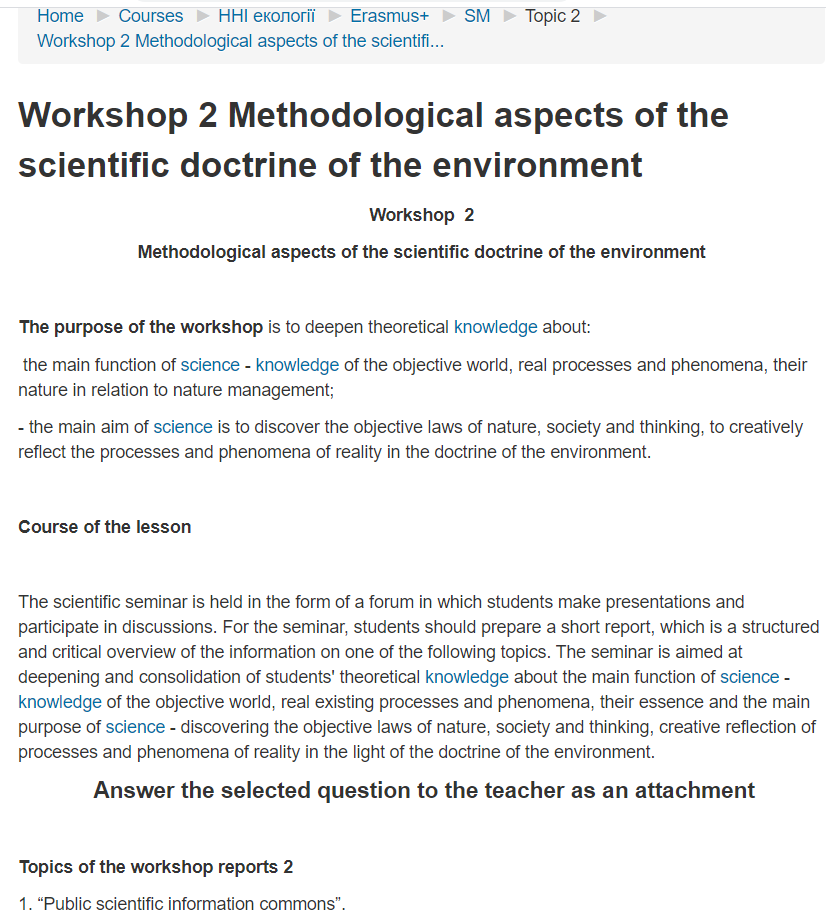 Home ► Courses ► ННІ екології ► Erasmus+ ► SM ► Topic 2 ►
Workshop 2 Methodological aspects of the scientifi...
Workshop 2 Methodological aspects of the
scientific doctrine of the environment
Workshop 2
Methodological aspects of the scientific doctrine of the environment
The purpose of the workshop is to deepen theoretical knowledge about:
the main function of science - knowledge of the objective world, real processes and phenomena, their
nature in relation to nature management;
- the main aim of science is to discover the objective laws of nature, society and thinking, to creatively
reflect the processes and phenomena of reality in the doctrine of the environment.
Course of the lesson
The scientific seminar is held in the form of a forum in which students make presentations and
participate in discussions. For the seminar, students should prepare a short report, which is a structured
and critical overview of the information on one of the following topics. The seminar is aimed at
deepening and consolidation of students' theoretical knowledge about the main function of science -
knowledge of the objective world, real existing processes and phenomena, their essence and the main
purpose of science - discovering the objective laws of nature, society and thinking, creative reflection of
processes and phenomena of reality in the light of the doctrine of the environment.
Answer the selected question to the teacher as an attachment
Topics of the workshop reports 2
1. “Public scientific information commons”.